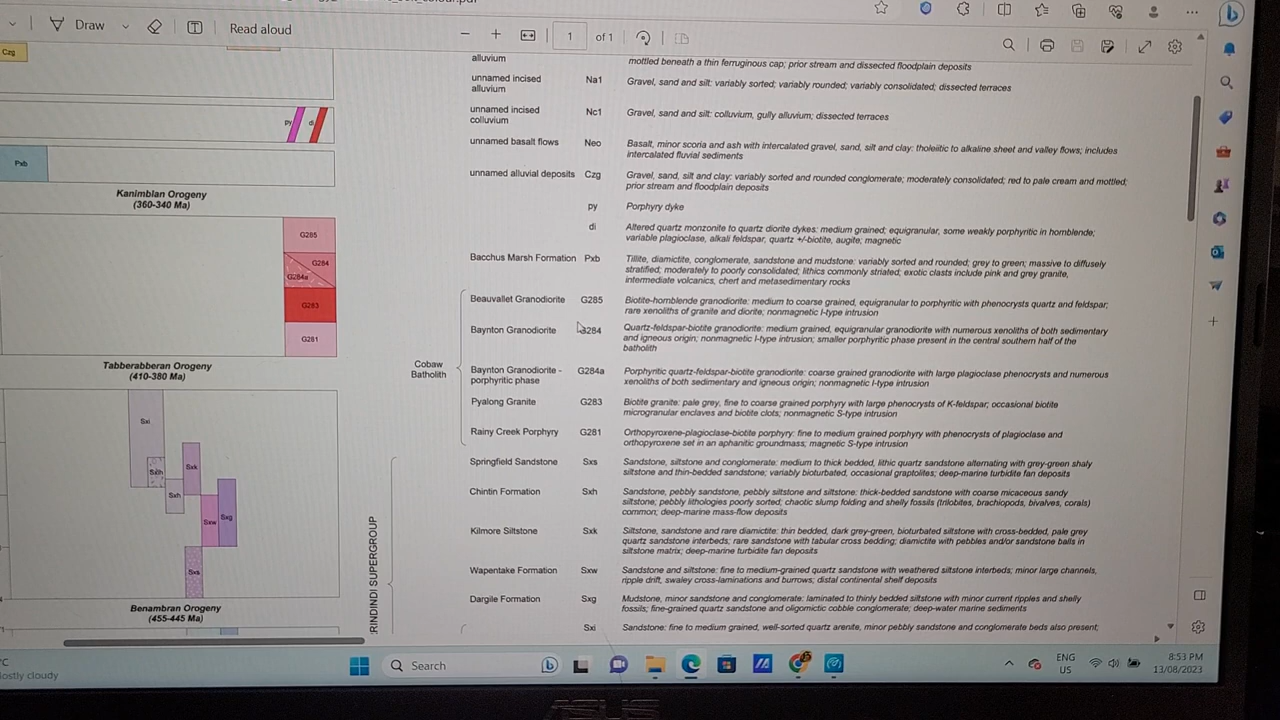 Draw
Read aloud
1 of 1
Czg
py
di
Pxb
Kanimblan Orogeny
(360-340 Ma)
G285
G284
G284a
G283
G281
Tabberabberan Orogeny
(410-380 Ma)
Sxi
Sxh
Sxk
Sxh
Sxw
Sxg
Sxs
Benambran Orogeny
(455-445 Ma)
alluvium
mottled beneath a thin ferruginous cap; prior stream and dissected floodplain deposits
unnamed incised
alluvium
Na1
Gravel, sand and silt: variably sorted; variably rounded; variably consolidated; dissected terraces
unnamed incised
colluvium
Nc1
Gravel, sand and silt: colluvium, gully alluvium; dissected terraces
unnamed basalt flows
Neo
Basalt, minor scoria and ash with intercalated gravel, sand, silt and clay: tholeiitic to alkaline sheet and valley flows; includes
intercalated fluvial sediments
unnamed alluvial deposits
Czg
Gravel, sand, silt and clay: variably sorted and rounded conglomerate; moderately consolidated; red to pale cream and mottled;
prior stream and floodplain deposits
py
Porphyry dyke
di
Altered quartz monzonite to quartz diorite dykes: medium grained; equigranular, some weakly porphyritic in hornblende;
variable plagioclase, alkali feldspar, quartz +/-biotite, augite; magnetic
Bacchus Marsh Formation
Pxb
Tillite, diamictite, conglomerate, sandstone and mudstone: variably sorted and rounded; grey to green; massive to diffusely
stratified; moderately to poorly consolidated; lithics commonly striated; exotic clasts include pink and grey granite,
intermediate volcanics, chert and metasedimentary rocks
Cobaw
Batholith
Beauvallet Granodiorite
G285
Biotite-hornblende granodiorite: medium to coarse grained, equigranular to porphyritic with phenocrysts quartz and feldspar;
rare xenoliths of granite and diorite; nonmagnetic I-type intrusion
Baynton Granodiorite
G284
Quartz-feldspar-biotite granodiorite: medium grained, equigranular granodiorite with numerous xenoliths of both sedimentary
and igneous origin; nonmagnetic I-type intrusion; smaller porphyritic phase present in the central southern half of the
batholith
Baynton Granodiorite -
porphyritic phase
G284a
Porphyritic quartz-feldspar-biotite granodiorite: coarse grained granodiorite with large plagioclase phenocrysts and numerous
xenoliths of both sedimentary and igneous origin; nonmagnetic I-type intrusion
Pyalong Granite
G283
Biotite granite: pale grey, fine to coarse grained porphyry with large phenocrysts of K-feldspar; occasional biotite
microgranular enclaves and biotite clots; nonmagnetic S-type intrusion
Rainy Creek Porphyry
G281
Orthopyroxene-plagioclase-biotite porphyry: fine to medium grained porphyry with phenocrysts of plagioclase and
orthopyroxene set in an aphanitic groundmass; magnetic S-type intrusion
RINDINDI SUPERGROUP
Springfield Sandstone
Sxs
Sandstone, siltstone and conglomerate: medium to thick bedded, lithic quartz sandstone alternating with grey-green shaly
siltstone and thin-bedded sandstone; variably bioturbated, occasional graptolites; deep-marine turbidite fan deposits
Chintin Formation
Sxh
Sandstone, pebbly sandstone, pebbly siltstone and siltstone: thick-bedded sandstone with coarse micaceous sandy
siltstone; pebbly lithologies poorly sorted; chaotic slump folding and shelly fossils (trilobites, brachiopods, bivalves, corals)
common; deep-marine mass-flow deposits
Kilmore Siltstone
Sxk
Siltstone, sandstone and rare diamictite: thin bedded, dark grey-green, bioturbated siltstone with cross-bedded, pale grey
quartz sandstone interbeds; rare sandstone with tabular cross bedding; diamictite with pebbles and/or sandstone balls in
siltstone matrix; deep-marine turbidite fan deposits
Wapentake Formation
Sxw
Sandstone and siltstone: fine to medium-grained quartz sandstone with weathered siltstone interbeds; minor large channels,
ripple drift, swaley cross-laminations and burrows; distal continental shelf deposits
Dargile Formation
Sxg
Mudstone, minor sandstone and conglomerate: laminated to thinly bedded siltstone with minor current ripples and shelly
fossils; fine-grained quartz sandstone and oligomictic cobble conglomerate; deep-water marine sediments
Sxi
Sandstone: fine to medium grained, well-sorted quartz arenite, minor pebbly sandstone and conglomerate beds also present;
°C
ostly cloudy
Search
ENG
US
8:53 PM
13/08/2023